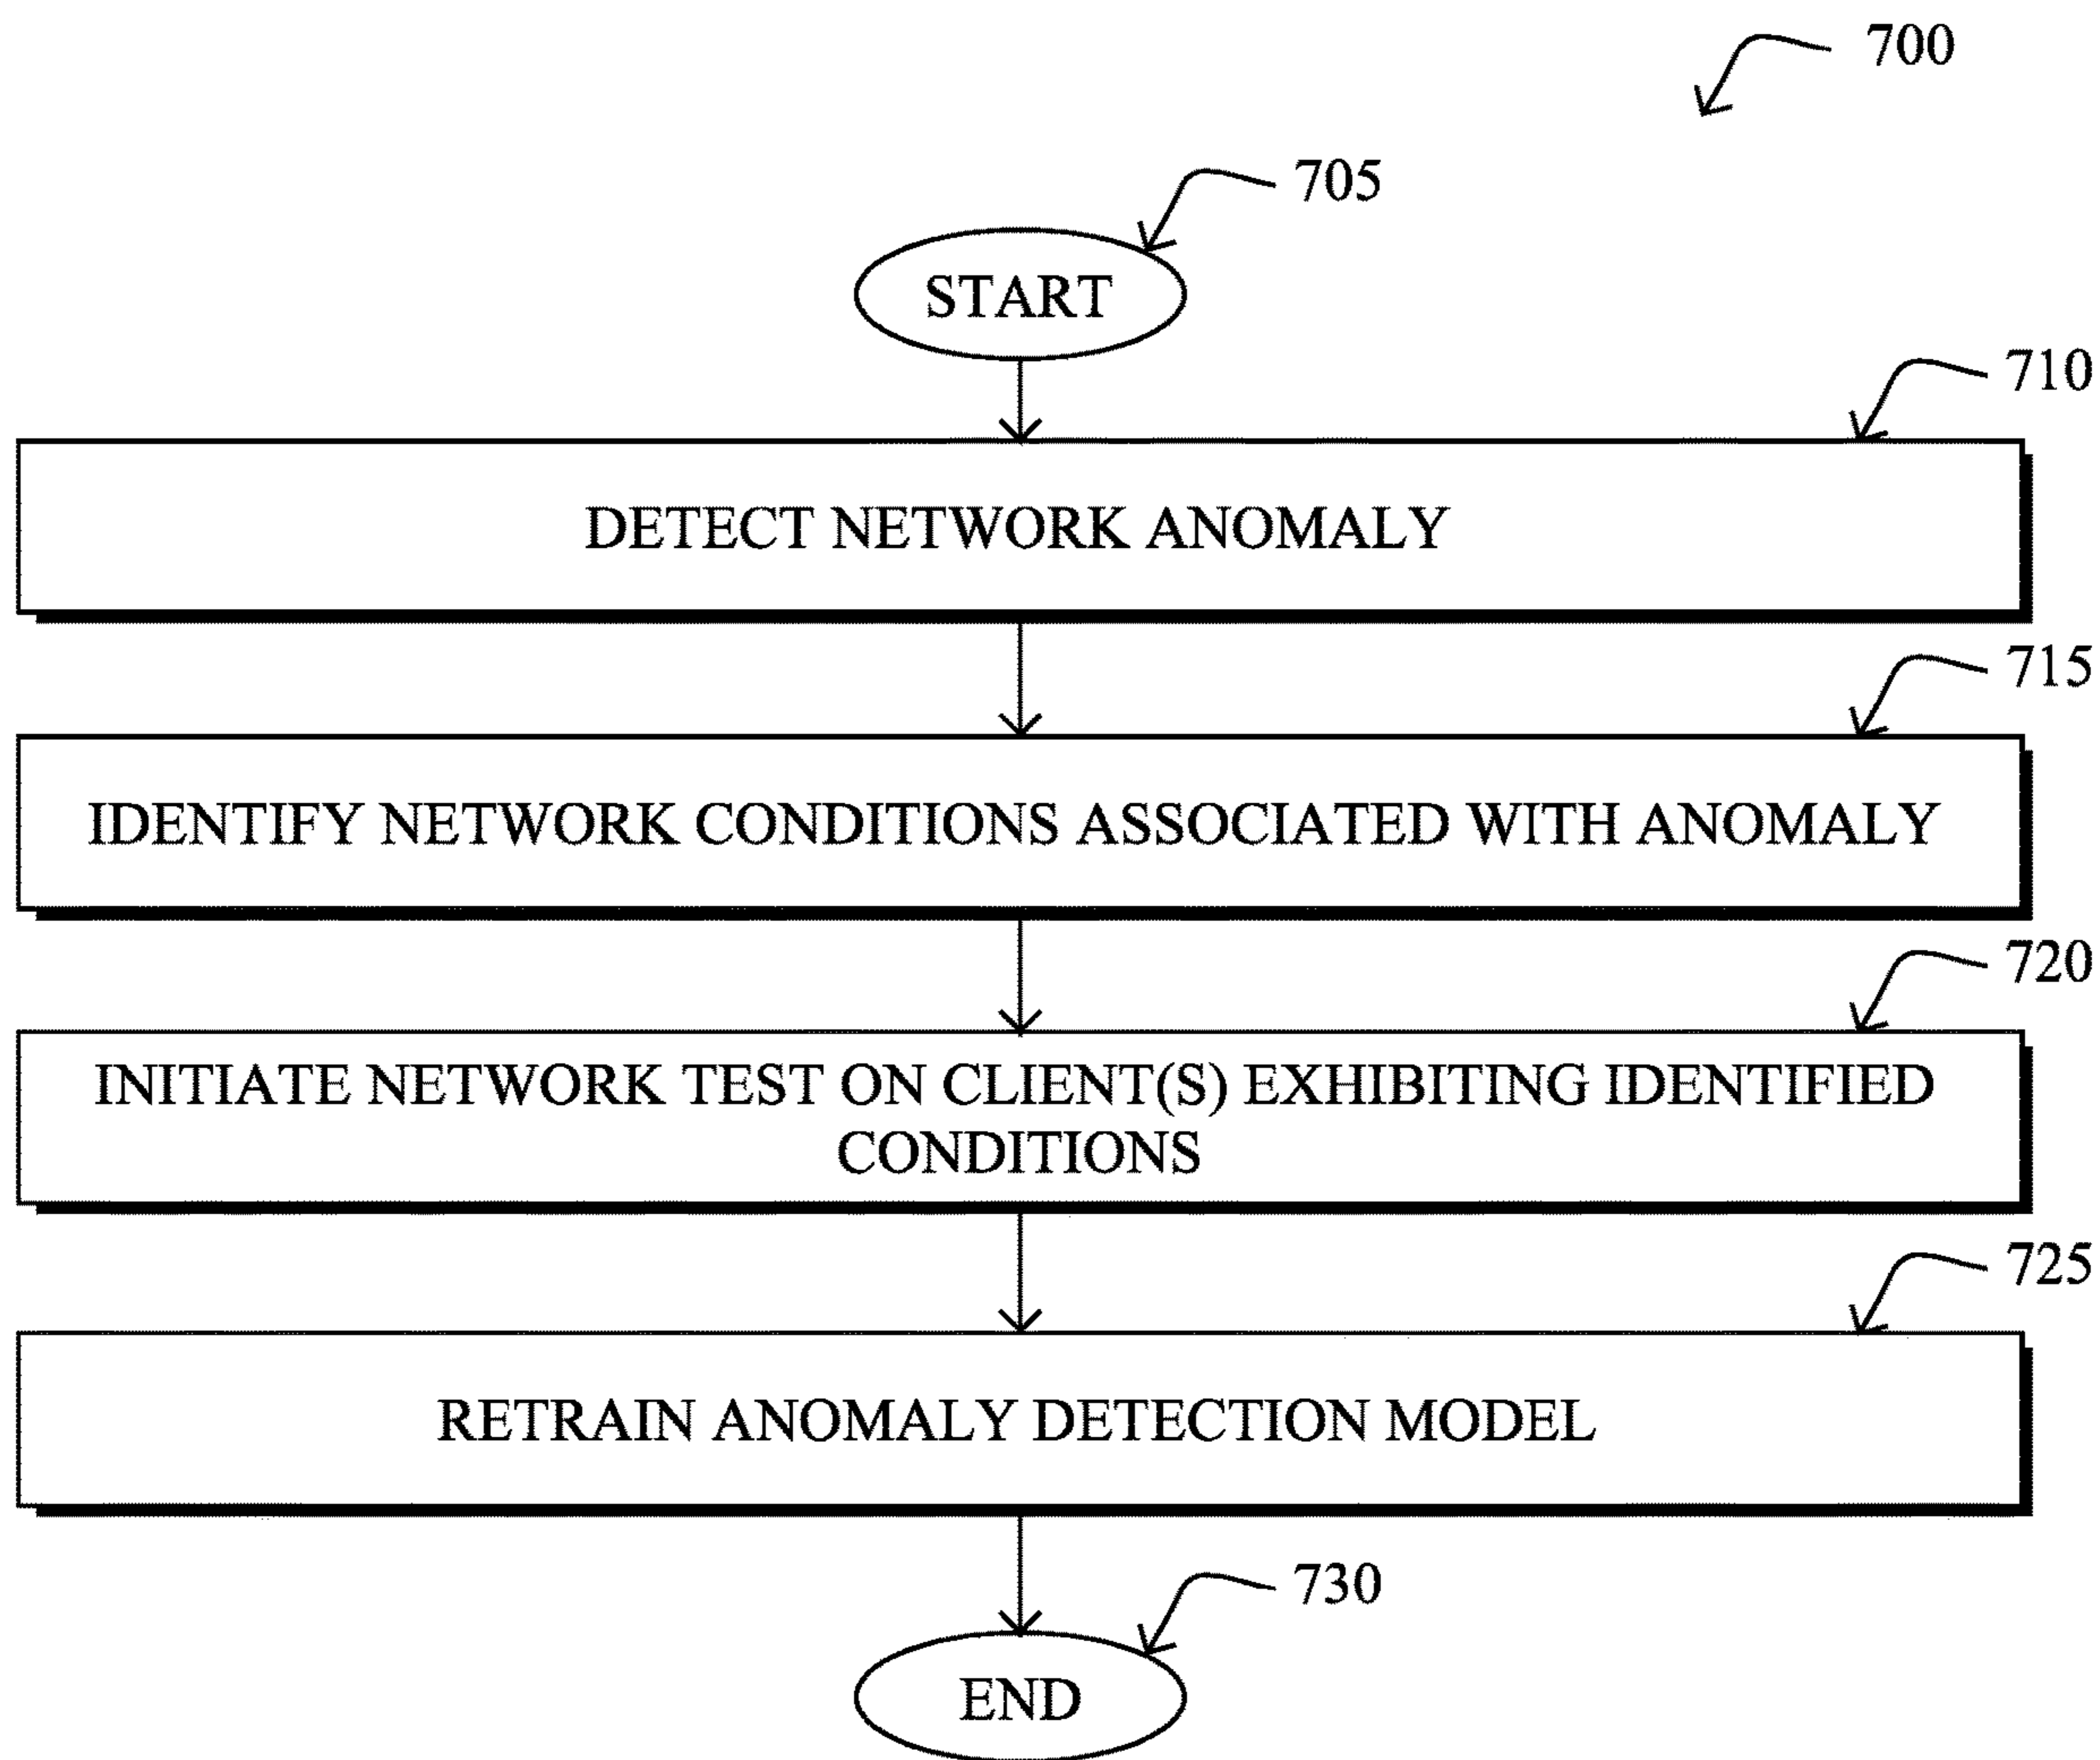 700
705
START
710
DETECT NETWORK ANOMALY
715
IDENTIFY NETWORK CONDITIONS ASSOCIATED WITH ANOMALY
720
INITIATE NETWORK TEST ON CLIENT(S) EXHIBITING IDENTIFIED
CONDITIONS
725
RETRAIN ANOMALY DETECTION MODEL
730
END